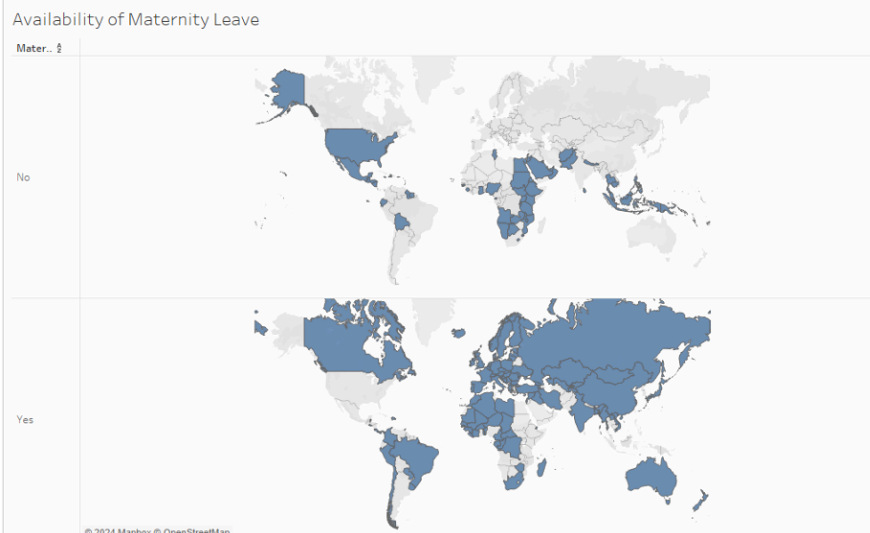 Availability of Maternity Leave
Mater..
No
Yes
© 2024 Mapbox © OpenStreetMap